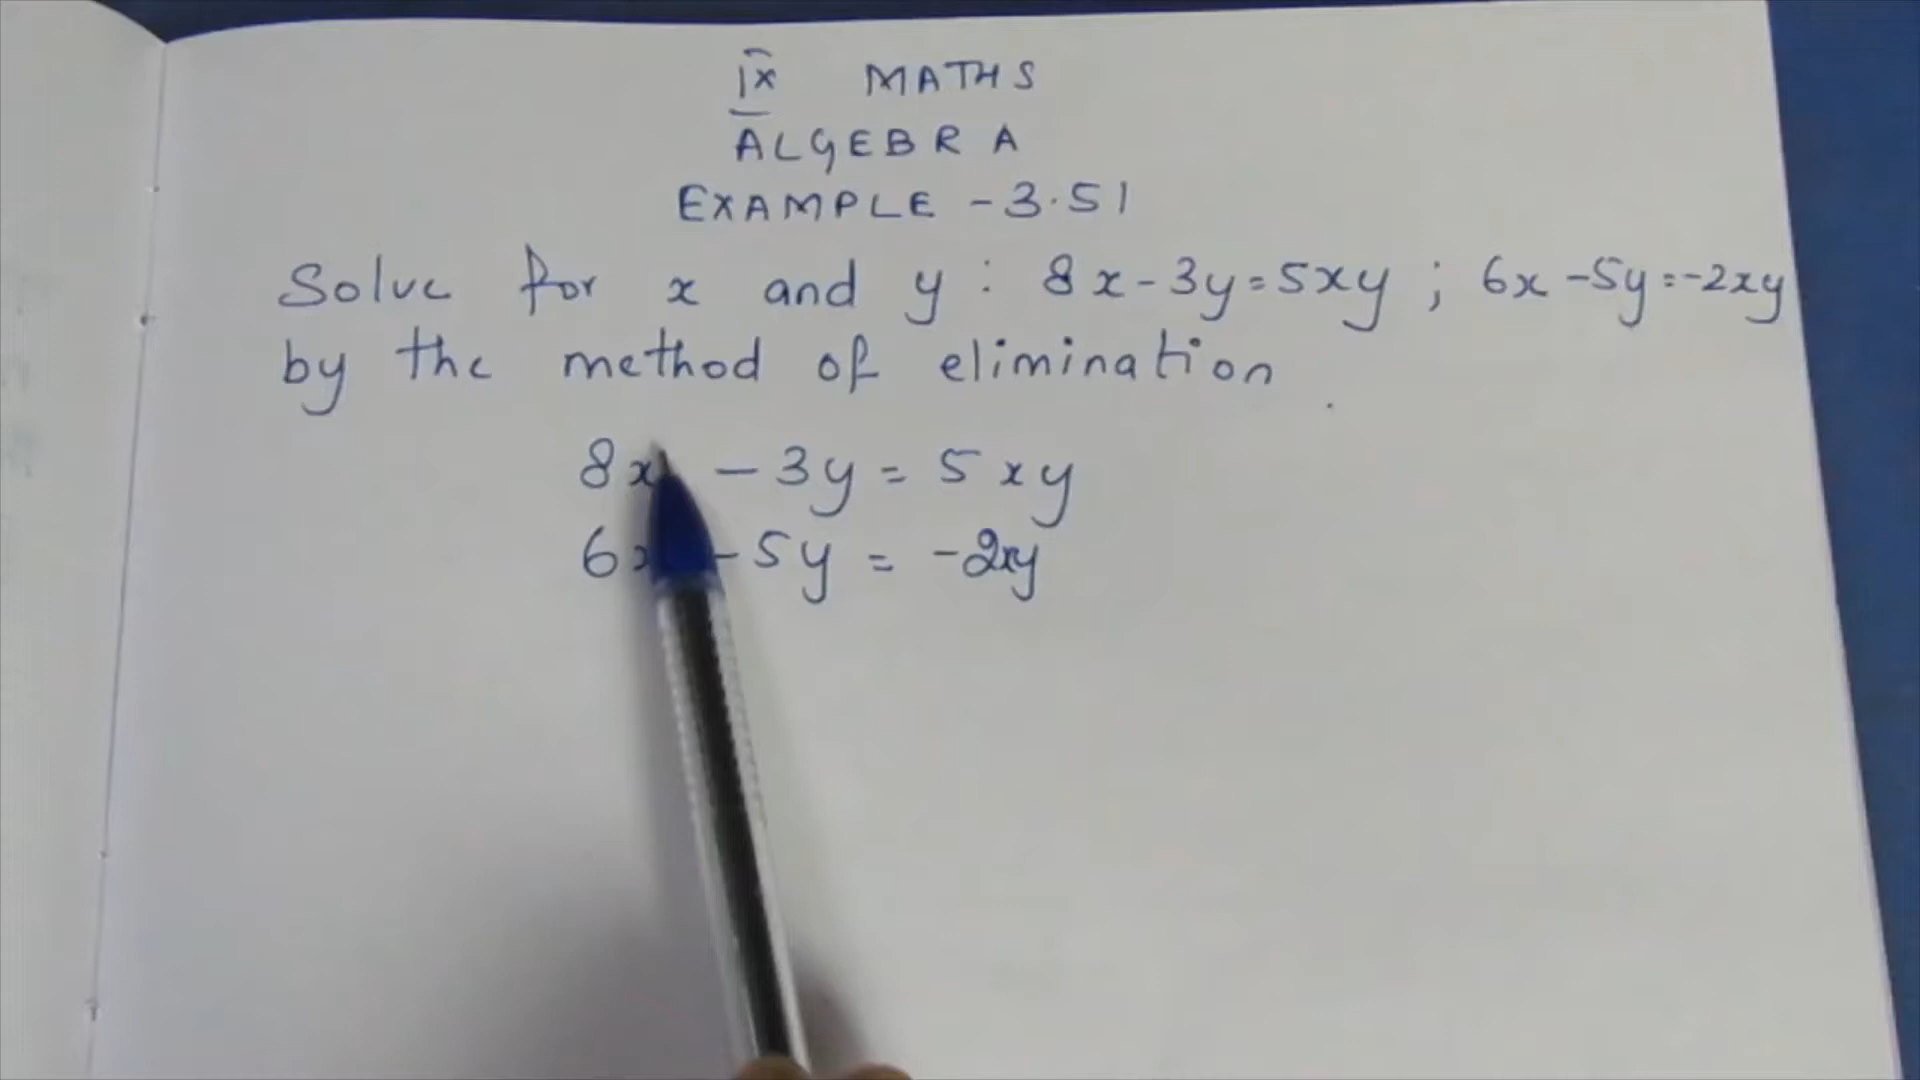 IX MATHS
ALGEBRA
EXAMPLE - 3.51
Solve for x and y : 8x-3y=5xy ; 6x-5y=-2xy
by the method of elimination.
8x - 3y = 5xy
6x - 5y = -2xy